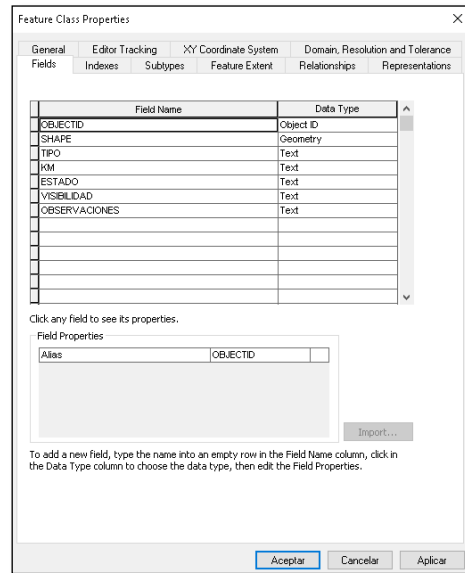 Feature Class Properties
General Editor Tracking XY Coordinate System Domain, Resolution and Tolerance
Fields Indexes Subtypes Feature Extent Relationships Representations
Field Name Data Type
OBJECTID Object ID
SHAPE Geometry
TIPO Text
KM Text
ESTADO Text
VISIBILIDAD Text
OBSERVACIONES Text
Click any field to see its properties.
Field Properties
Alias OBJECTID
Import...
To add a new field, type the name into an empty row in the Field Name column, click in
the Data Type column to choose the data type, then edit the Field Properties.
Aceptar Cancelar Aplicar